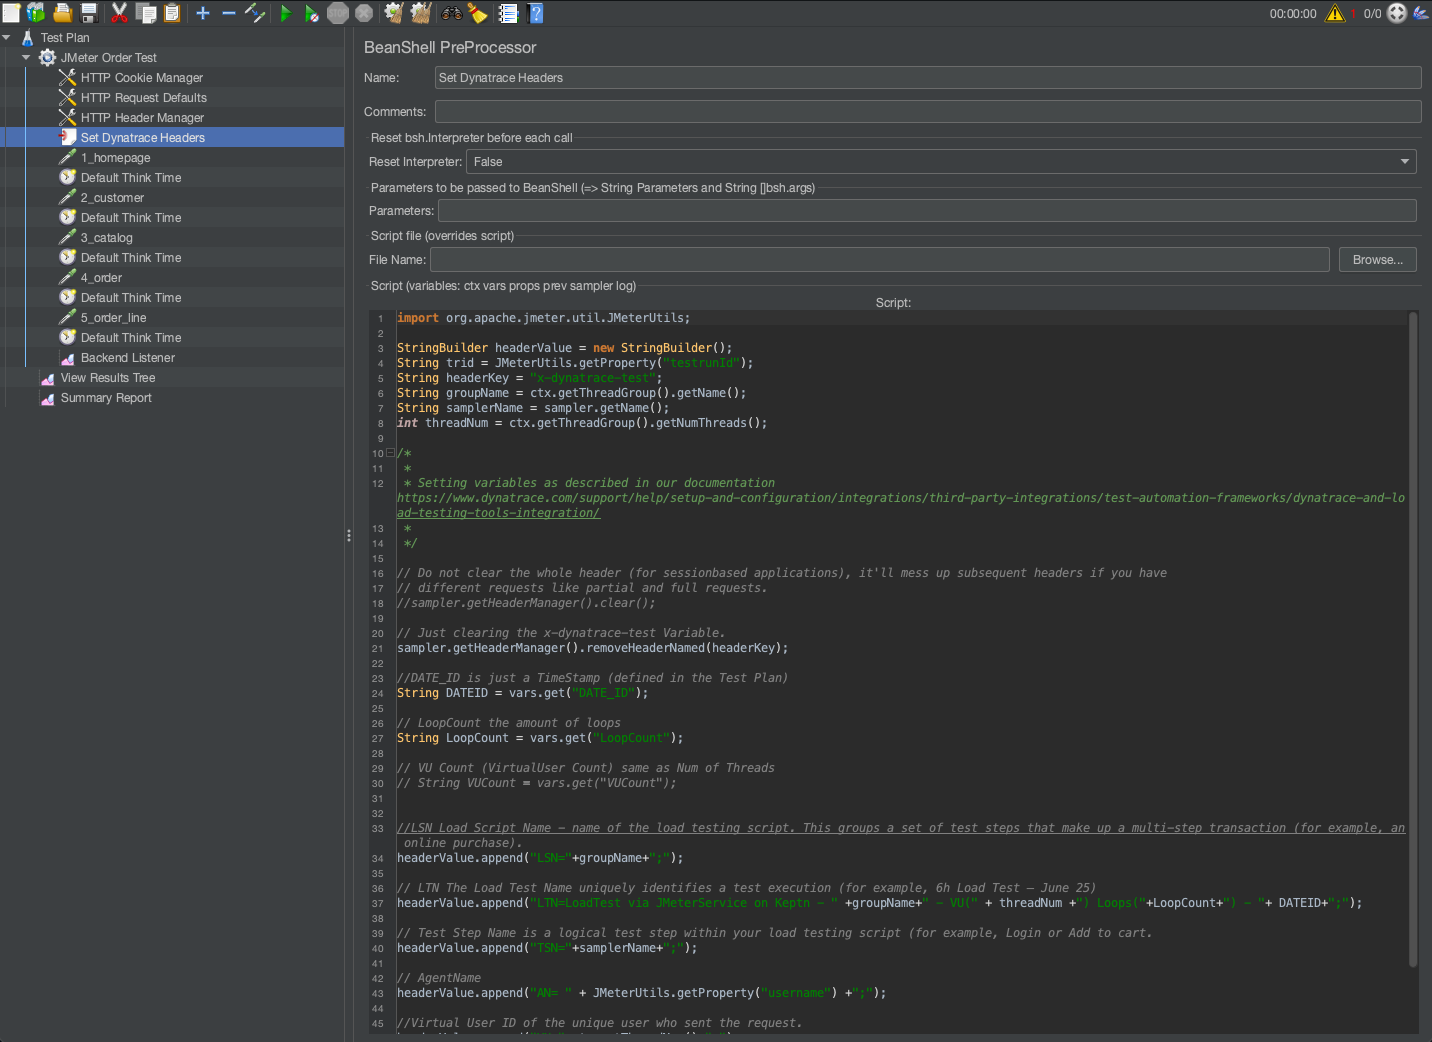 STOP
00:00:00
0/0
Test Plan
JMeter Order Test
HTTP Cookie Manager
HTTP Request Defaults
HTTP Header Manager
Set Dynatrace Headers
1_homepage
Default Think Time
2_customer
Default Think Time
3_catalog
Default Think Time
4_order
Default Think Time
5_order_line
Default Think Time
Backend Listener
View Results Tree
Summary Report
BeanShell PreProcessor
Name: Set Dynatrace Headers
Comments:
Reset bsh.Interpreter before each call
Reset Interpreter: False
Parameters to be passed to BeanShell (=> String Parameters and String []bsh.args)
Parameters:
Script file (overrides script)
File Name: Browse...
Script (variables: ctx vars props prev sampler log)
Script:
1 import org.apache.jmeter.util.JMeterUtils;
2
3 StringBuilder headerValue = new StringBuilder();
4 String trid = JMeterUtils.getProperty("testrunId");
5 String headerKey = "x-dynatrace-test";
6 String groupName = ctx.getThreadGroup().getName();
7 String samplerName = sampler.getName();
8 int threadNum = ctx.getThreadGroup().getNumThreads();
9
10 /*
11 *
12 * Setting variables as described in our documentation
https://www.dynatrace.com/support/help/setup-and-configuration/integrations/third-party-integrations/test-automation-frameworks/dynatrace-and-lo
ad-testing-tools-integration/
13 *
14 */
15
16 // Do not clear the whole header (for sessionbased applications), it'll mess up subsequent headers if you have
17 // different requests like partial and full requests.
18 //sampler.getHeaderManager().clear();
19
20 // Just clearing the x-dynatrace-test Variable.
21 sampler.getHeaderManager().removeHeaderNamed(headerKey);
22
23 //DATE_ID is just a TimeStamp (defined in the Test Plan)
24 String DATEID = vars.get("DATE_ID");
25
26 // LoopCount the amount of loops
27 String LoopCount = vars.get("LoopCount");
28
29 // VU Count (VirtualUser Count) same as Num of Threads
30 // String VUCount = vars.get("VUCount");
31
32
33 //LSN Load Script Name - name of the load testing script. This groups a set of test steps that make up a multi-step transaction (for example, an
online purchase).
34 headerValue.append("LSN="+groupName+";");
35
36 // LTN The Load Test Name uniquely identifies a test execution (for example, 6h Load Test – June 25)
37 headerValue.append("LTN=LoadTest via JMeterService on Keptn - " +groupName+" - VU(" + threadNum +") Loops("+LoopCount+") - "+ DATEID+";");
38
39 // Test Step Name is a logical test step within your load testing script (for example, Login or Add to cart.
40 headerValue.append("TSN="+samplerName+";");
41
42 // AgentName
43 headerValue.append("AN= " + JMeterUtils.getProperty("username") +";");
44
45 //Virtual User ID of the unique user who sent the request.